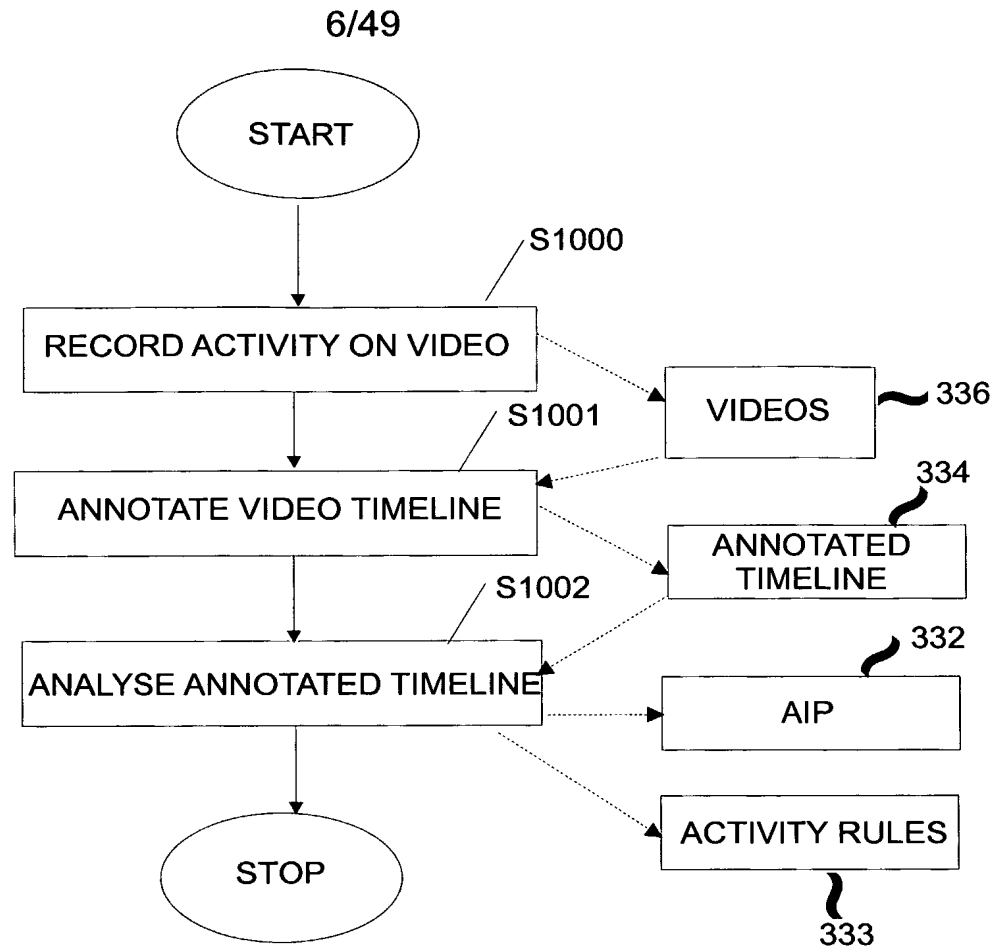 6/49
START
S1000
RECORD ACTIVITY ON VIDEO
VIDEOS
336
S1001
ANNOTATE VIDEO TIMELINE
334
ANNOTATED
TIMELINE
S1002
ANALYSE ANNOTATED TIMELINE
332
AIP
ACTIVITY RULES
333
STOP